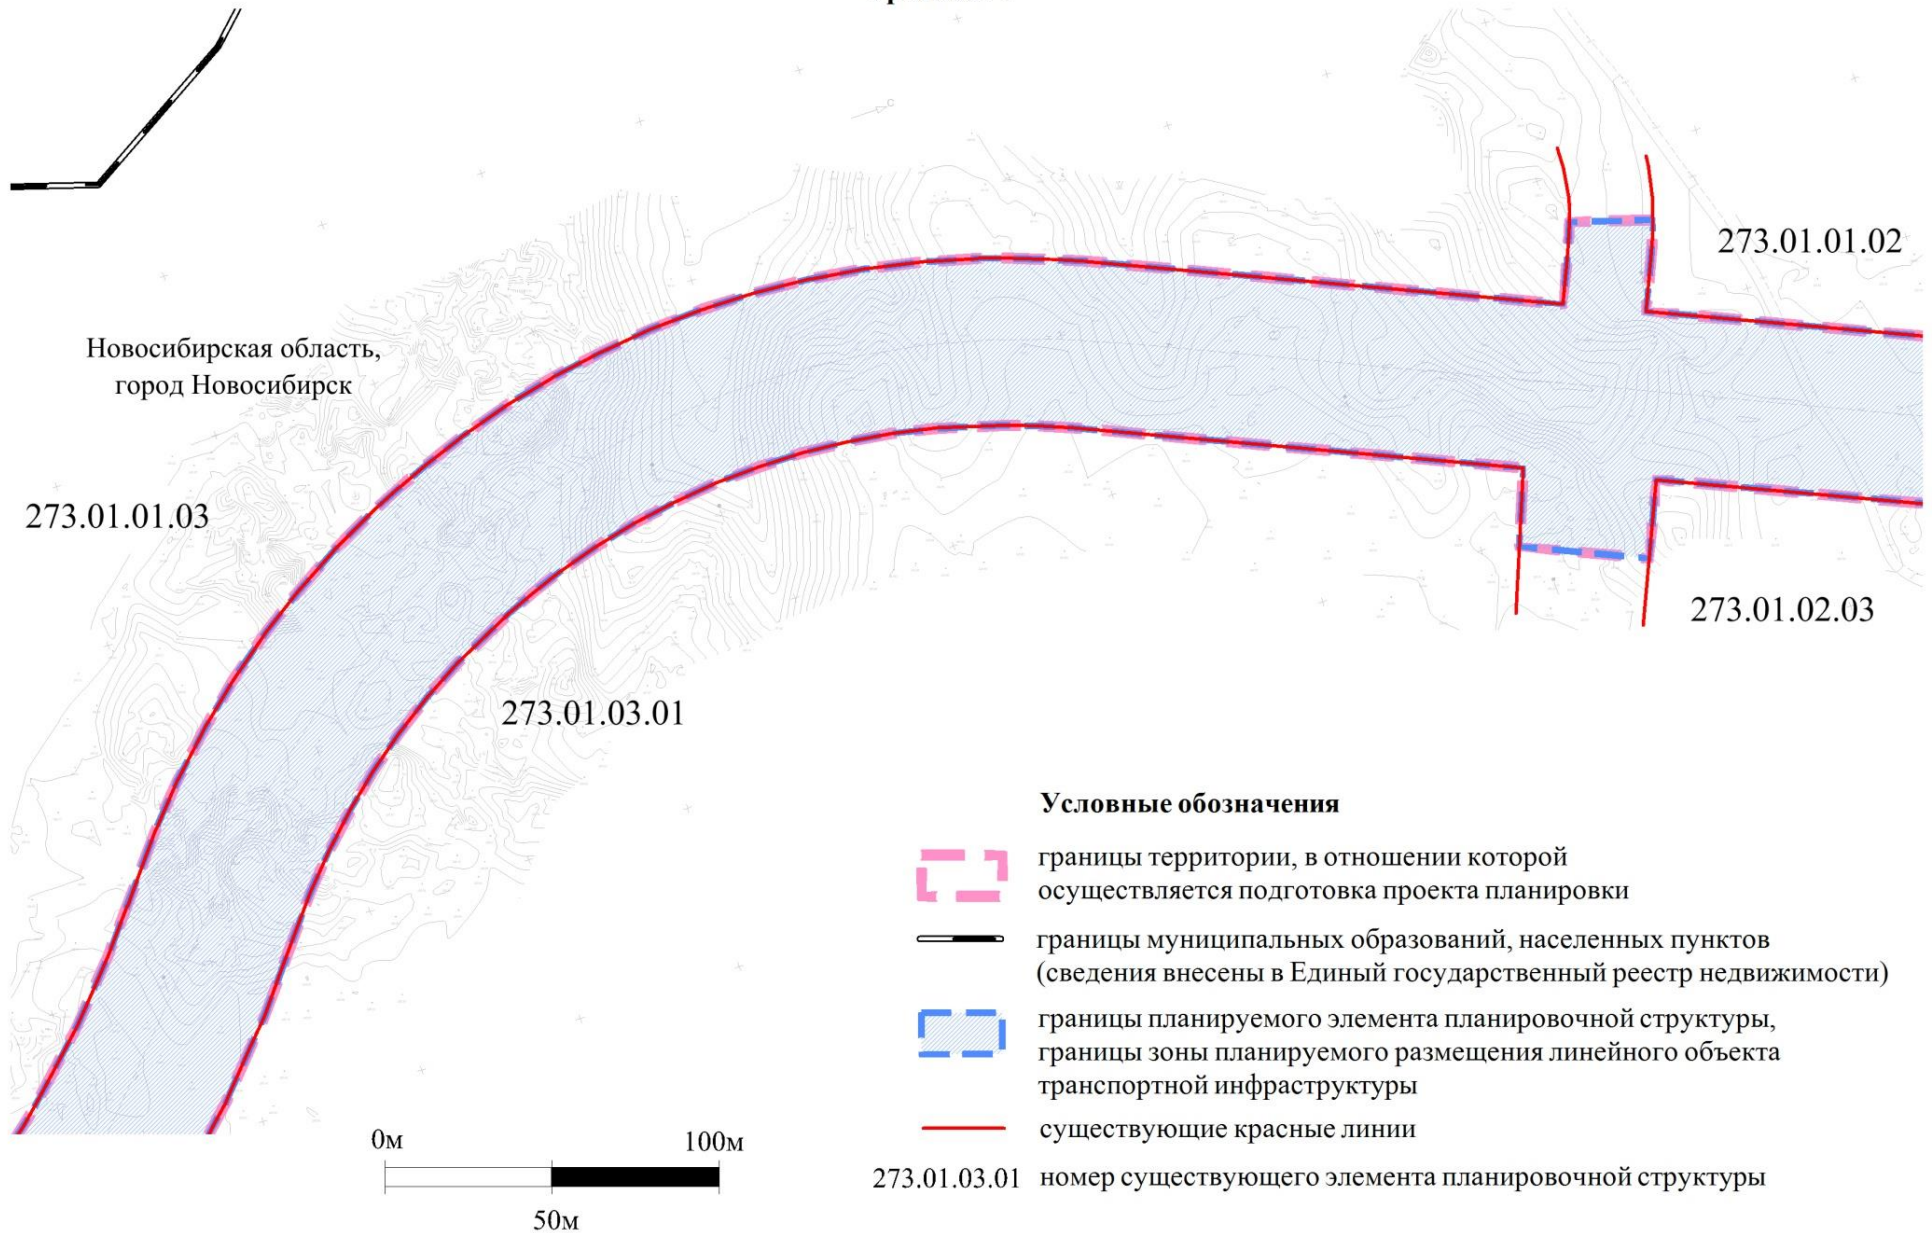 С
273.01.01.02
Новосибирская область,
город Новосибирск
273.01.01.03
273.01.02.03
273.01.03.01
Условные обозначения
границы территории, в отношении которой
осуществляется подготовка проекта планировки
границы муниципальных образований, населенных пунктов
(сведения внесены в Единый государственный реестр недвижимости)
границы планируемого элемента планировочной структуры,
границы зоны планируемого размещения линейного объекта
транспортной инфраструктуры
существующие красные линии
273.01.03.01 номер существующего элемента планировочной структуры
0м 100м
50м